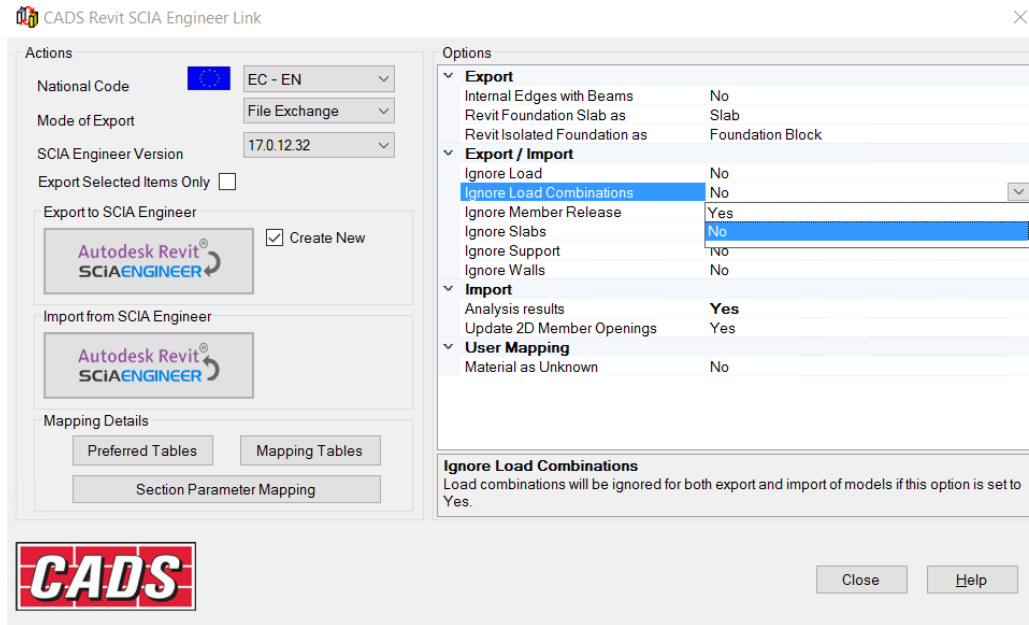 CADS Revit SCIA Engineer Link
Actions
National Code
EC - EN
Mode of Export
File Exchange
SCIA Engineer Version
17.0.12.32
Export Selected Items Only
Export to SCIA Engineer
Autodesk Revit®
SCiAENGINEER
Create New
Import from SCIA Engineer
Autodesk Revit®
SCiAENGINEER
Mapping Details
Preferred Tables
Mapping Tables
Section Parameter Mapping
Options
Export
Internal Edges with Beams No
Revit Foundation Slab as Slab
Revit Isolated Foundation as Foundation Block
Export / Import
Ignore Load No
Ignore Load Combinations No
Ignore Member Release Yes
Ignore Slabs No
Ignore Support No
Ignore Walls No
Import
Analysis results Yes
Update 2D Member Openings Yes
User Mapping
Material as Unknown No
Ignore Load Combinations
Load combinations will be ignored for both export and import of models if this option is set to
Yes.
CADS
Close
Help